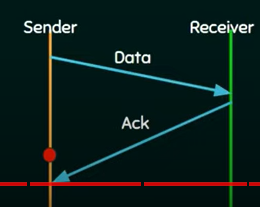 Sender Receiver
Data
Ack